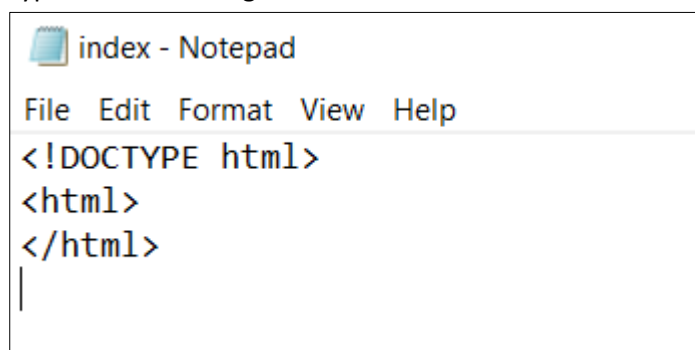 index - Notepad
File Edit Format View Help
<!DOCTYPE html>
<html>
</html>